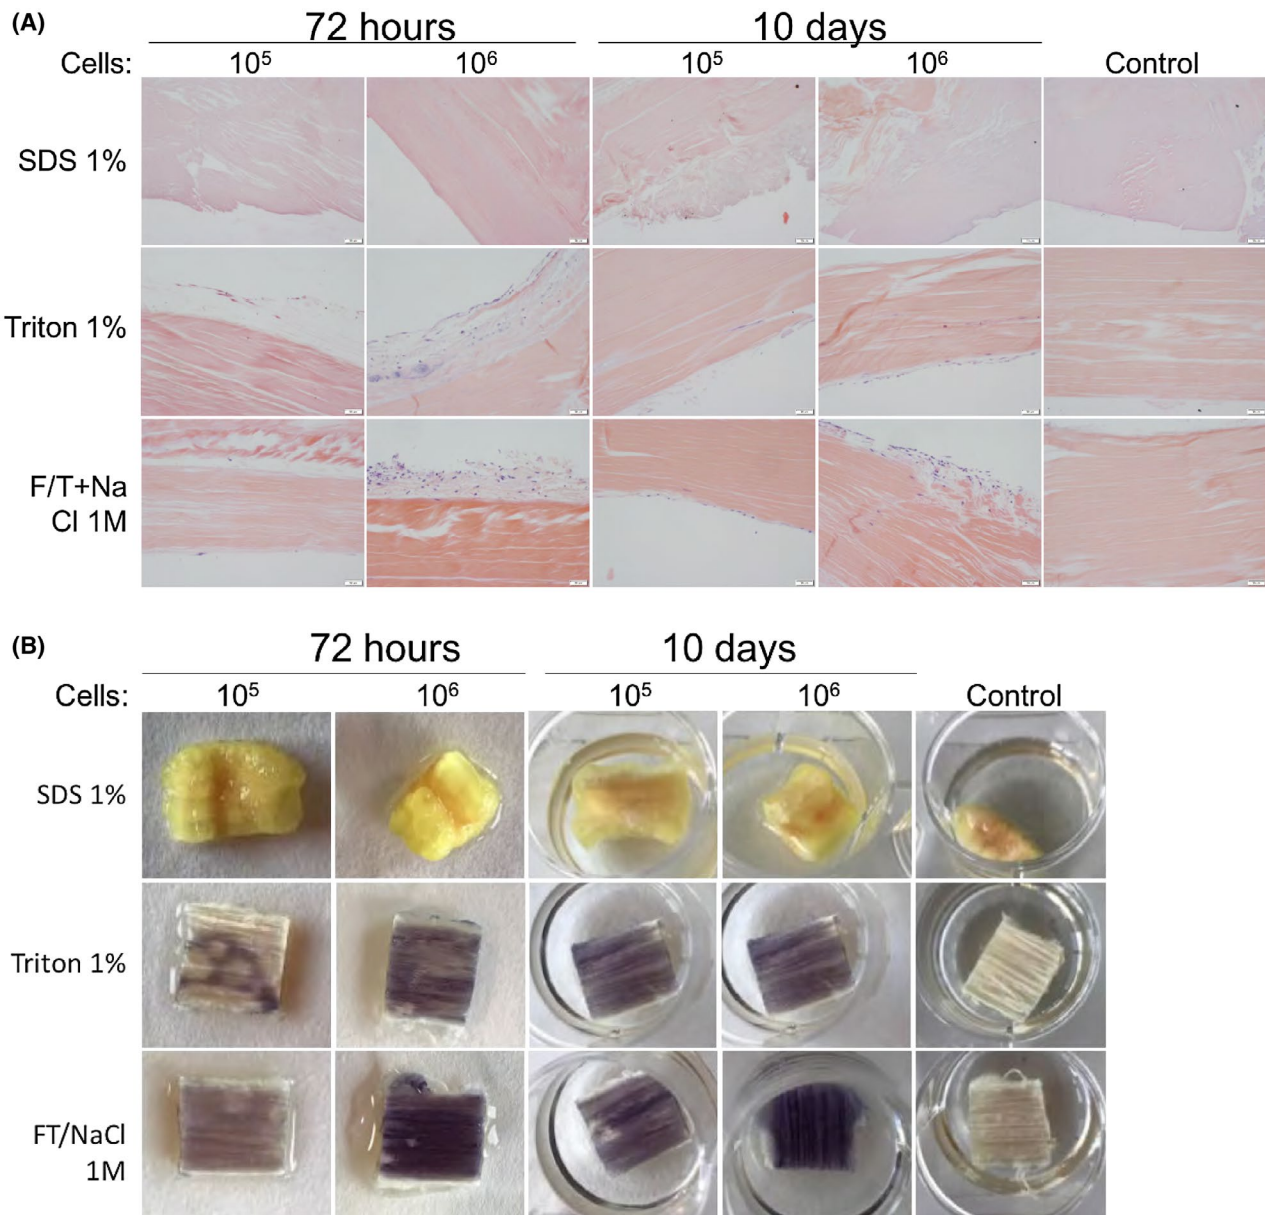 (A)
72 hours 10 days
Cells: 10⁵ 10⁶ 10⁵ 10⁶ Control
SDS 1%
Triton 1%
F/T+Na
Cl 1M
(B)
72 hours 10 days
Cells: 10⁵ 10⁶ 10⁵ 10⁶ Control
SDS 1%
Triton 1%
FT/NaCl
1M